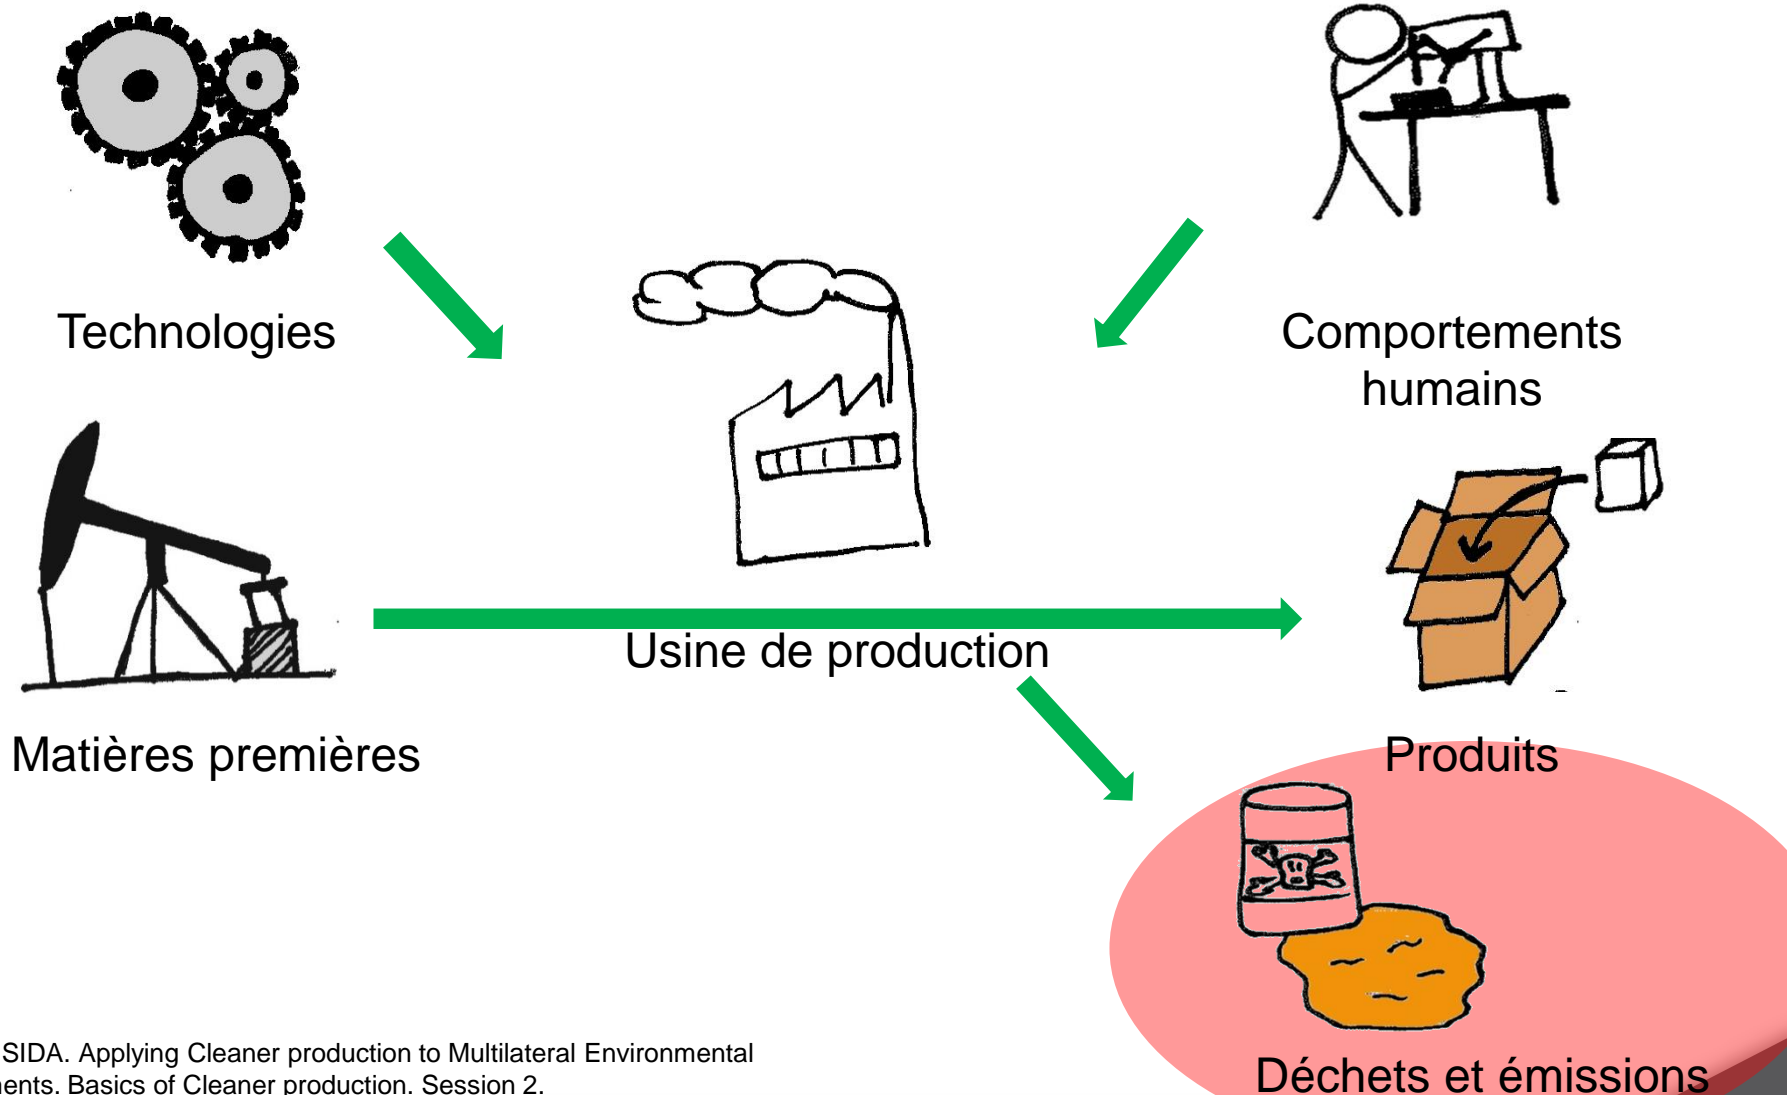 Technologies
Comportements
humains
Usine de production
Matières premières
Produits
SIDA. Applying Cleaner production to Multilateral Environmental
Basics of Cleaner production. Session 2.
Déchets et émissions